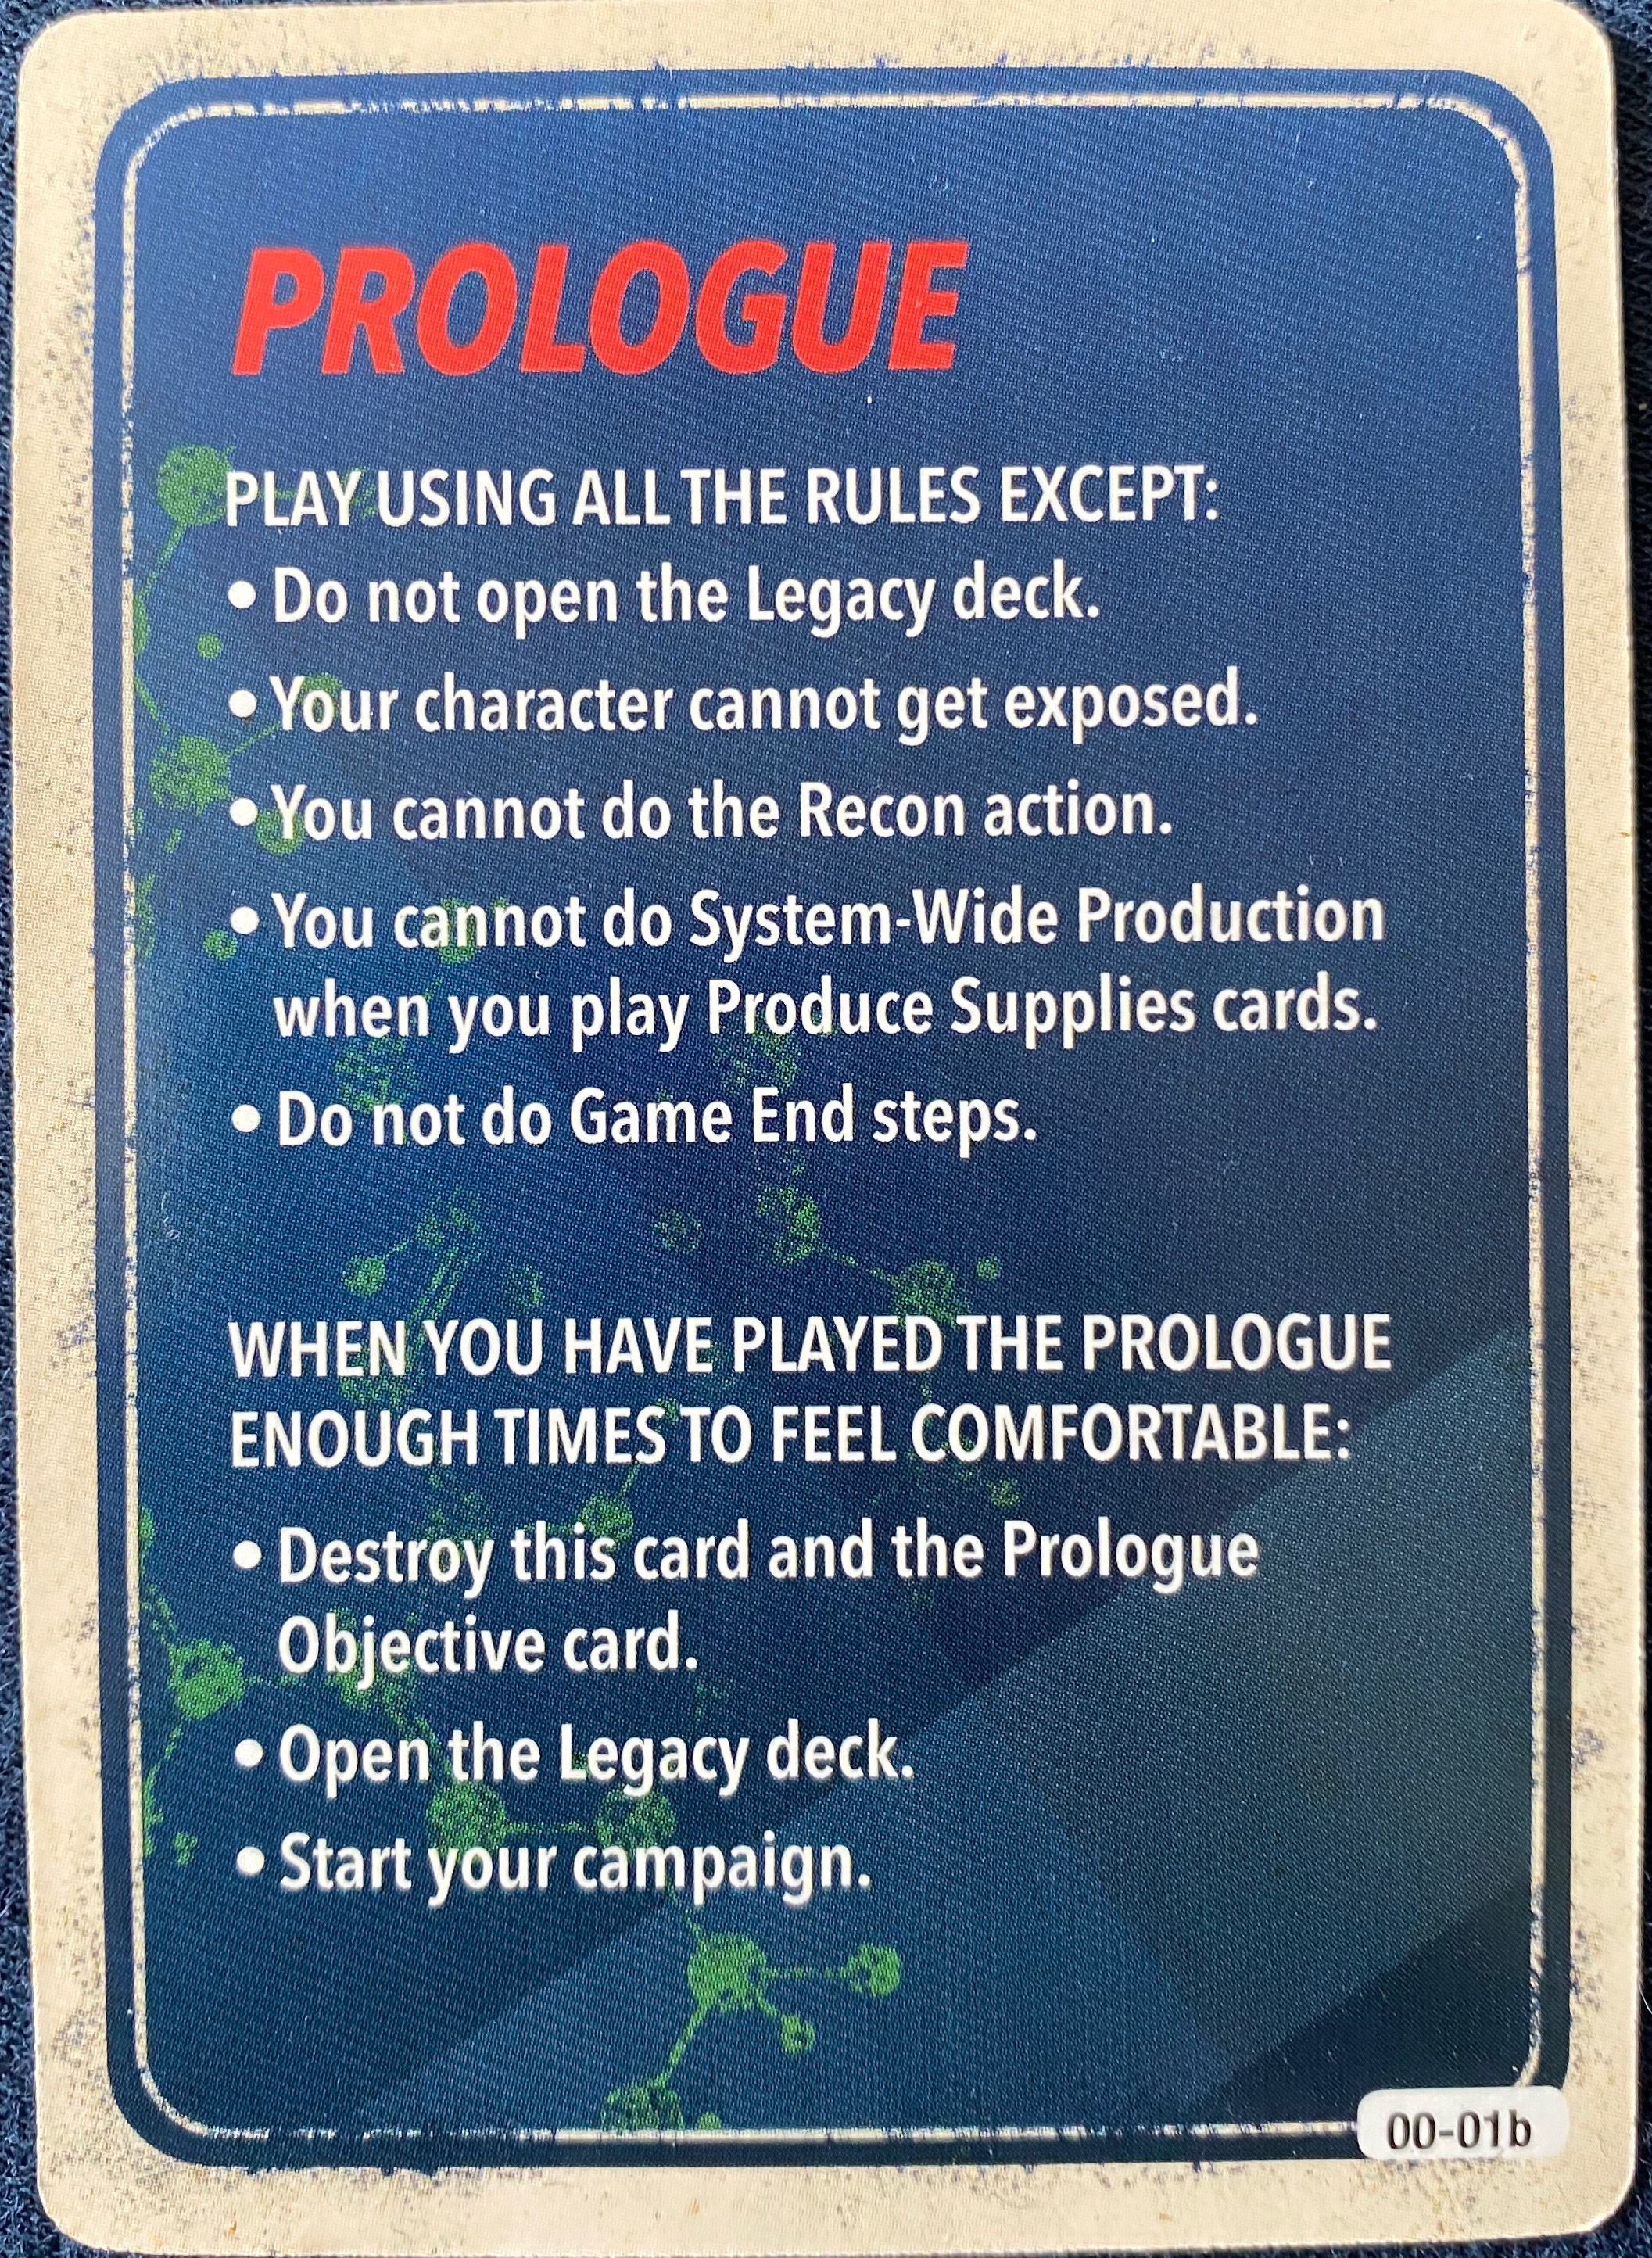 PROLOGUE
PLAY USING ALL THE RULES EXCEPT:
• Do not open the Legacy deck.
• Your character cannot get exposed.
• You cannot do the Recon action.
• You cannot do System-Wide Production
when you play Produce Supplies cards.
• Do not do Game End steps.
WHEN YOU HAVE PLAYED THE PROLOGUE
ENOUGH TIMES TO FEEL COMFORTABLE:
• Destroy this card and the Prologue
Objective card.
• Open the Legacy deck.
• Start your campaign.
00-01b